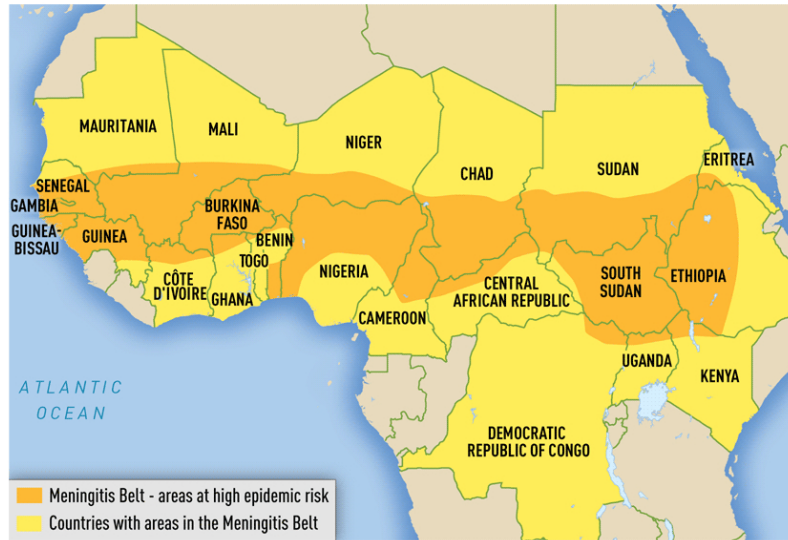 MAURITANIA
MALI
NIGER
CHAD
SUDAN
ERITREA
SENEGAL
GAMBIA
GUINEA-
BISSAU
GUINEA
BURKINA
FASO
BENIN
TOGO
CÔTE
D'IVOIRE
GHANA
NIGERIA
CAMEROON
CENTRAL
AFRICAN REPUBLIC
SOUTH
SUDAN
ETHIOPIA
UGANDA
KENYA
DEMOCRATIC
REPUBLIC OF CONGO
ATLANTIC
OCEAN
Meningitis Belt - areas at high epidemic risk
Countries with areas in the Meningitis Belt